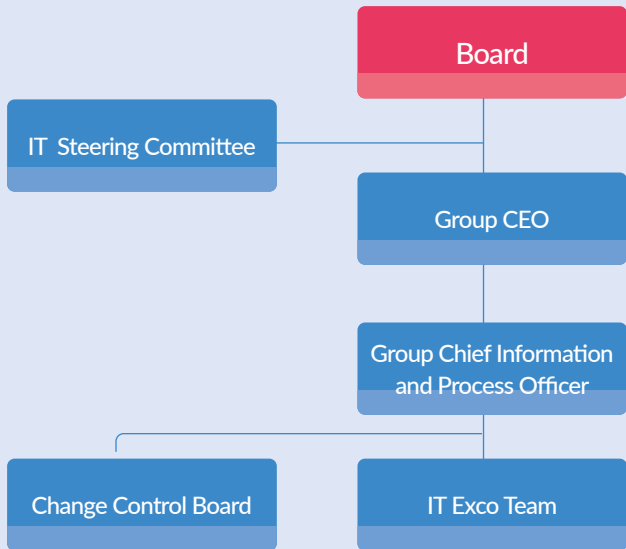 Board
IT Steering Committee
Group CEO
Group Chief Information
and Process Officer
Change Control Board
IT Exco Team